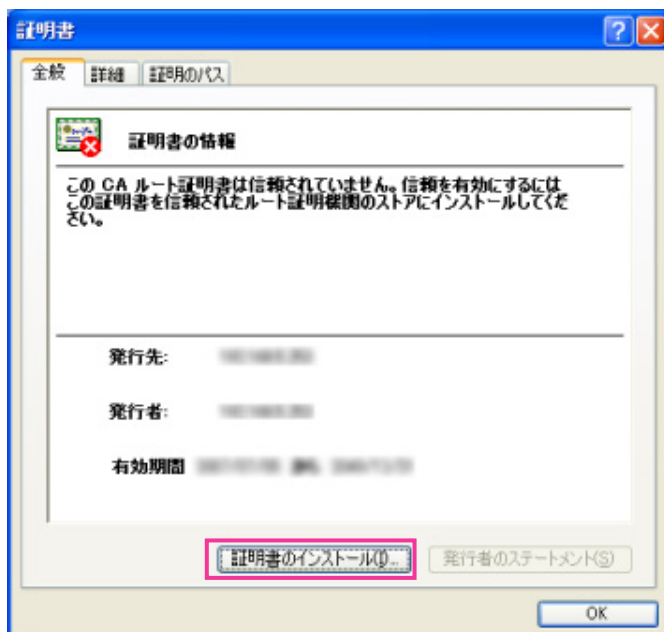 証明書
全般 詳細 証明のパス
証明書の情報
この CA ルート証明書は信頼されていません。信頼を有効にするには
この証明書を信頼されたルート証明機関のストアにインストールしてくだ
さい。
発行先:
発行者:
有効期間
証明書のインストール(I)... 発行者のステートメント(S)
OK